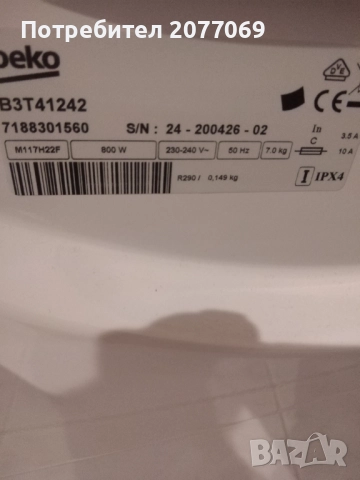 Потребител 2077069
beko
B3T41242
7188301560 S/N : 24 - 200426 - 02
M117H22F 800 W 230-240 V~ 50 Hz 7.0 kg
In 3.5 A
C 10 A
R290 / 0,149 kg
I IPX4
BAZAR